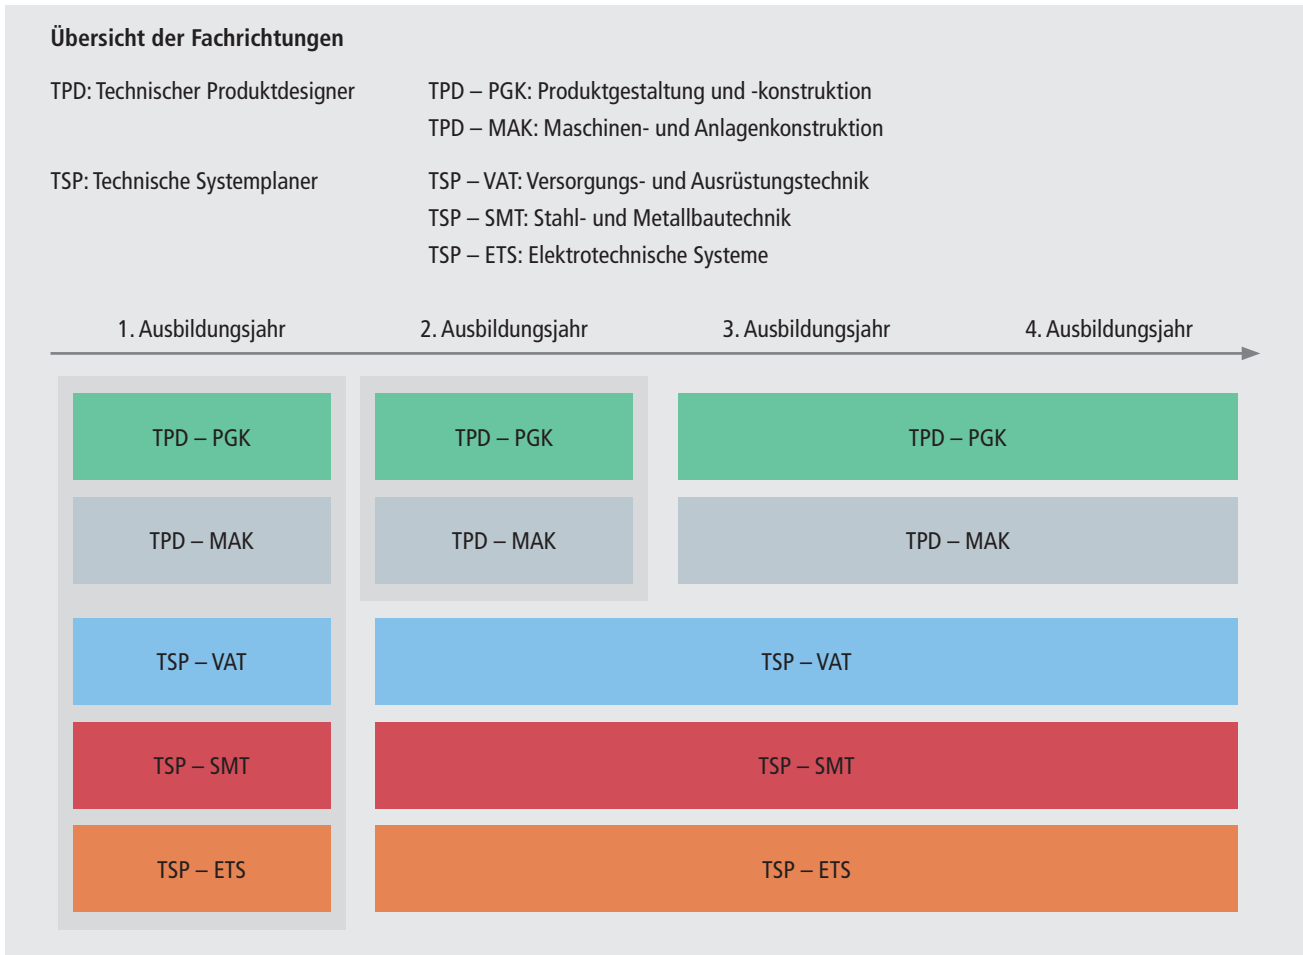 Übersicht der Fachrichtungen
TPD: Technischer Produktdesigner
TPD – PGK: Produktgestaltung und -konstruktion
TPD – MAK: Maschinen- und Anlagenkonstruktion
TSP: Technische Systemplaner
TSP – VAT: Versorgungs- und Ausrüstungstechnik
TSP – SMT: Stahl- und Metallbautechnik
TSP – ETS: Elektrotechnische Systeme
1. Ausbildungsjahr
2. Ausbildungsjahr
3. Ausbildungsjahr
4. Ausbildungsjahr
TPD – PGK
TPD – PGK
TPD – PGK
TPD – MAK
TPD – MAK
TPD – MAK
TSP – VAT
TSP – VAT
TSP – SMT
TSP – SMT
TSP – ETS
TSP – ETS